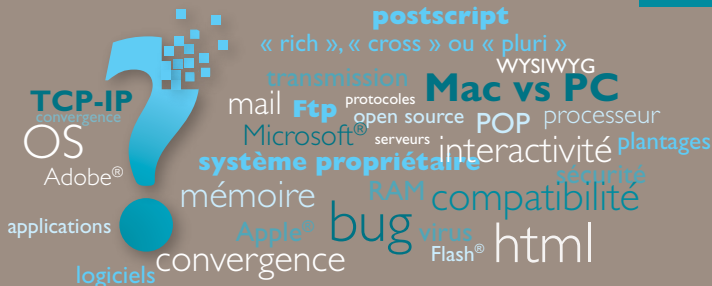 postscript
« rich », « cross » ou « pluri »
WYSIWYG
transmission
Mac vs PC
TCP-IP
convergence
mail Ftp protocoles
open source POP processeur
OS
Microsoft® serveurs interactivité plantages
Adobe®
système propriétaire
sécurité
mémoire RAM compatibilité
applications
Apple® bug virus
Flash® html
convergence
logiciels